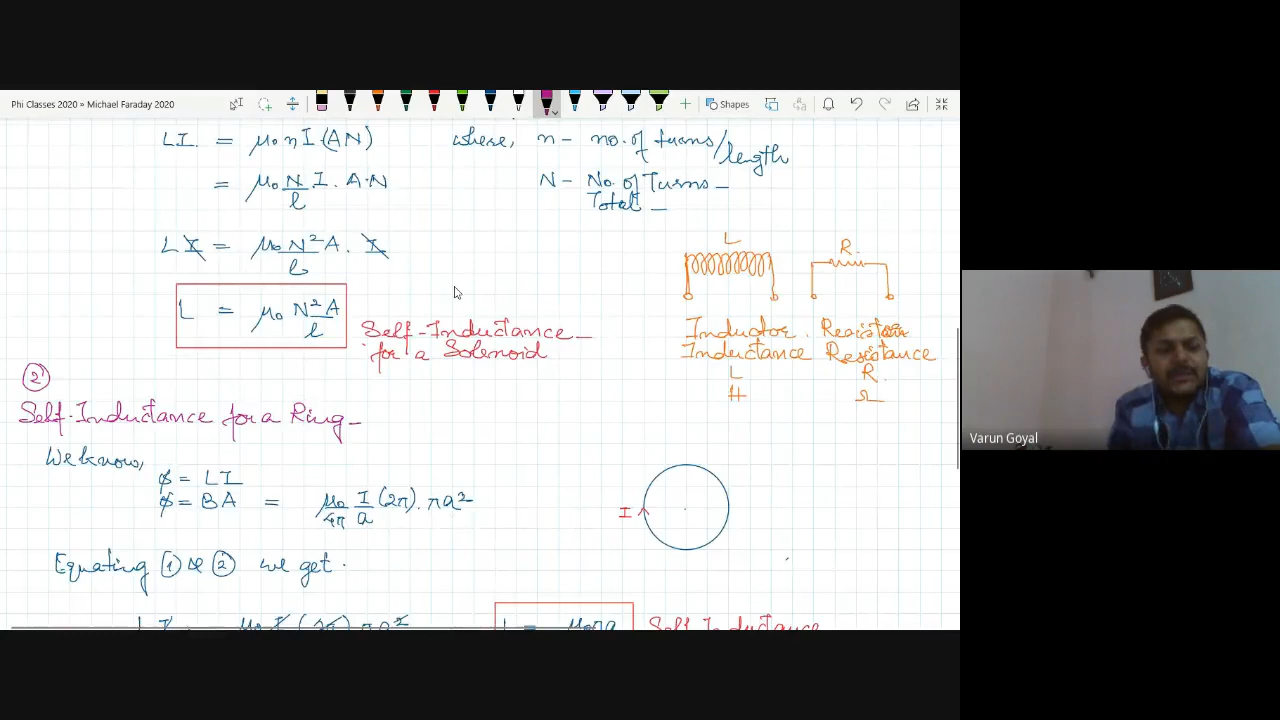 Phi Classes 2020 » Michael Faraday 2020
Shapes
LI = μ₀ n I (AN) where, n - no. of turns/length
= μ₀ N/l I . A.N N - No. of Turns -
Total -
L I = μ₀ N²A/l . I
L R.
L = μ₀ N²A/l
Self-Inductance -
for a Solenoid
Inductor . Resistor
Inductance Resistance
L R.
H Ω
②
Self-Inductance for a Ring -
We know,
φ = LI
φ = BA = μ₀/4π I/a (2π) . πa²
I
Equating ① & ② we get .
Varun Goyal